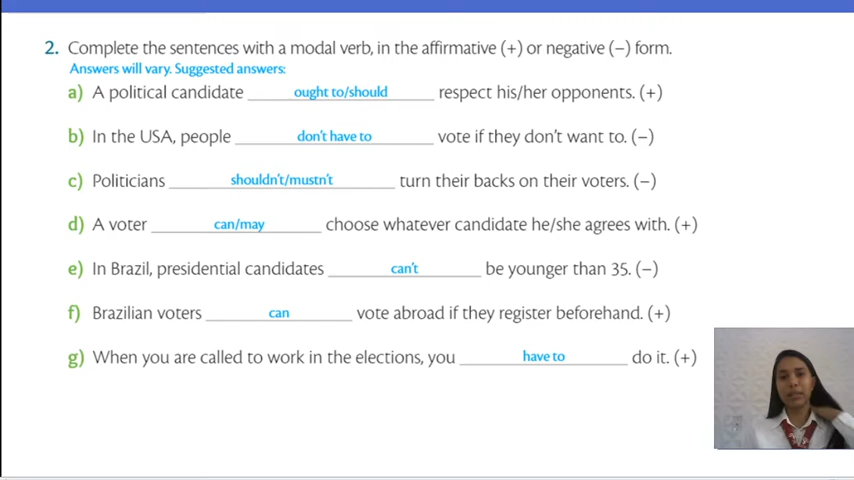 2. Complete the sentences with a modal verb, in the affirmative (+) or negative (–) form.
Answers will vary. Suggested answers:
a) A political candidate ought to/should respect his/her opponents. (+)
b) In the USA, people don't have to vote if they don't want to. (–)
c) Politicians shouldn't/mustn't turn their backs on their voters. (–)
d) A voter can/may choose whatever candidate he/she agrees with. (+)
e) In Brazil, presidential candidates can't be younger than 35. (–)
f) Brazilian voters can vote abroad if they register beforehand. (+)
g) When you are called to work in the elections, you have to do it. (+)